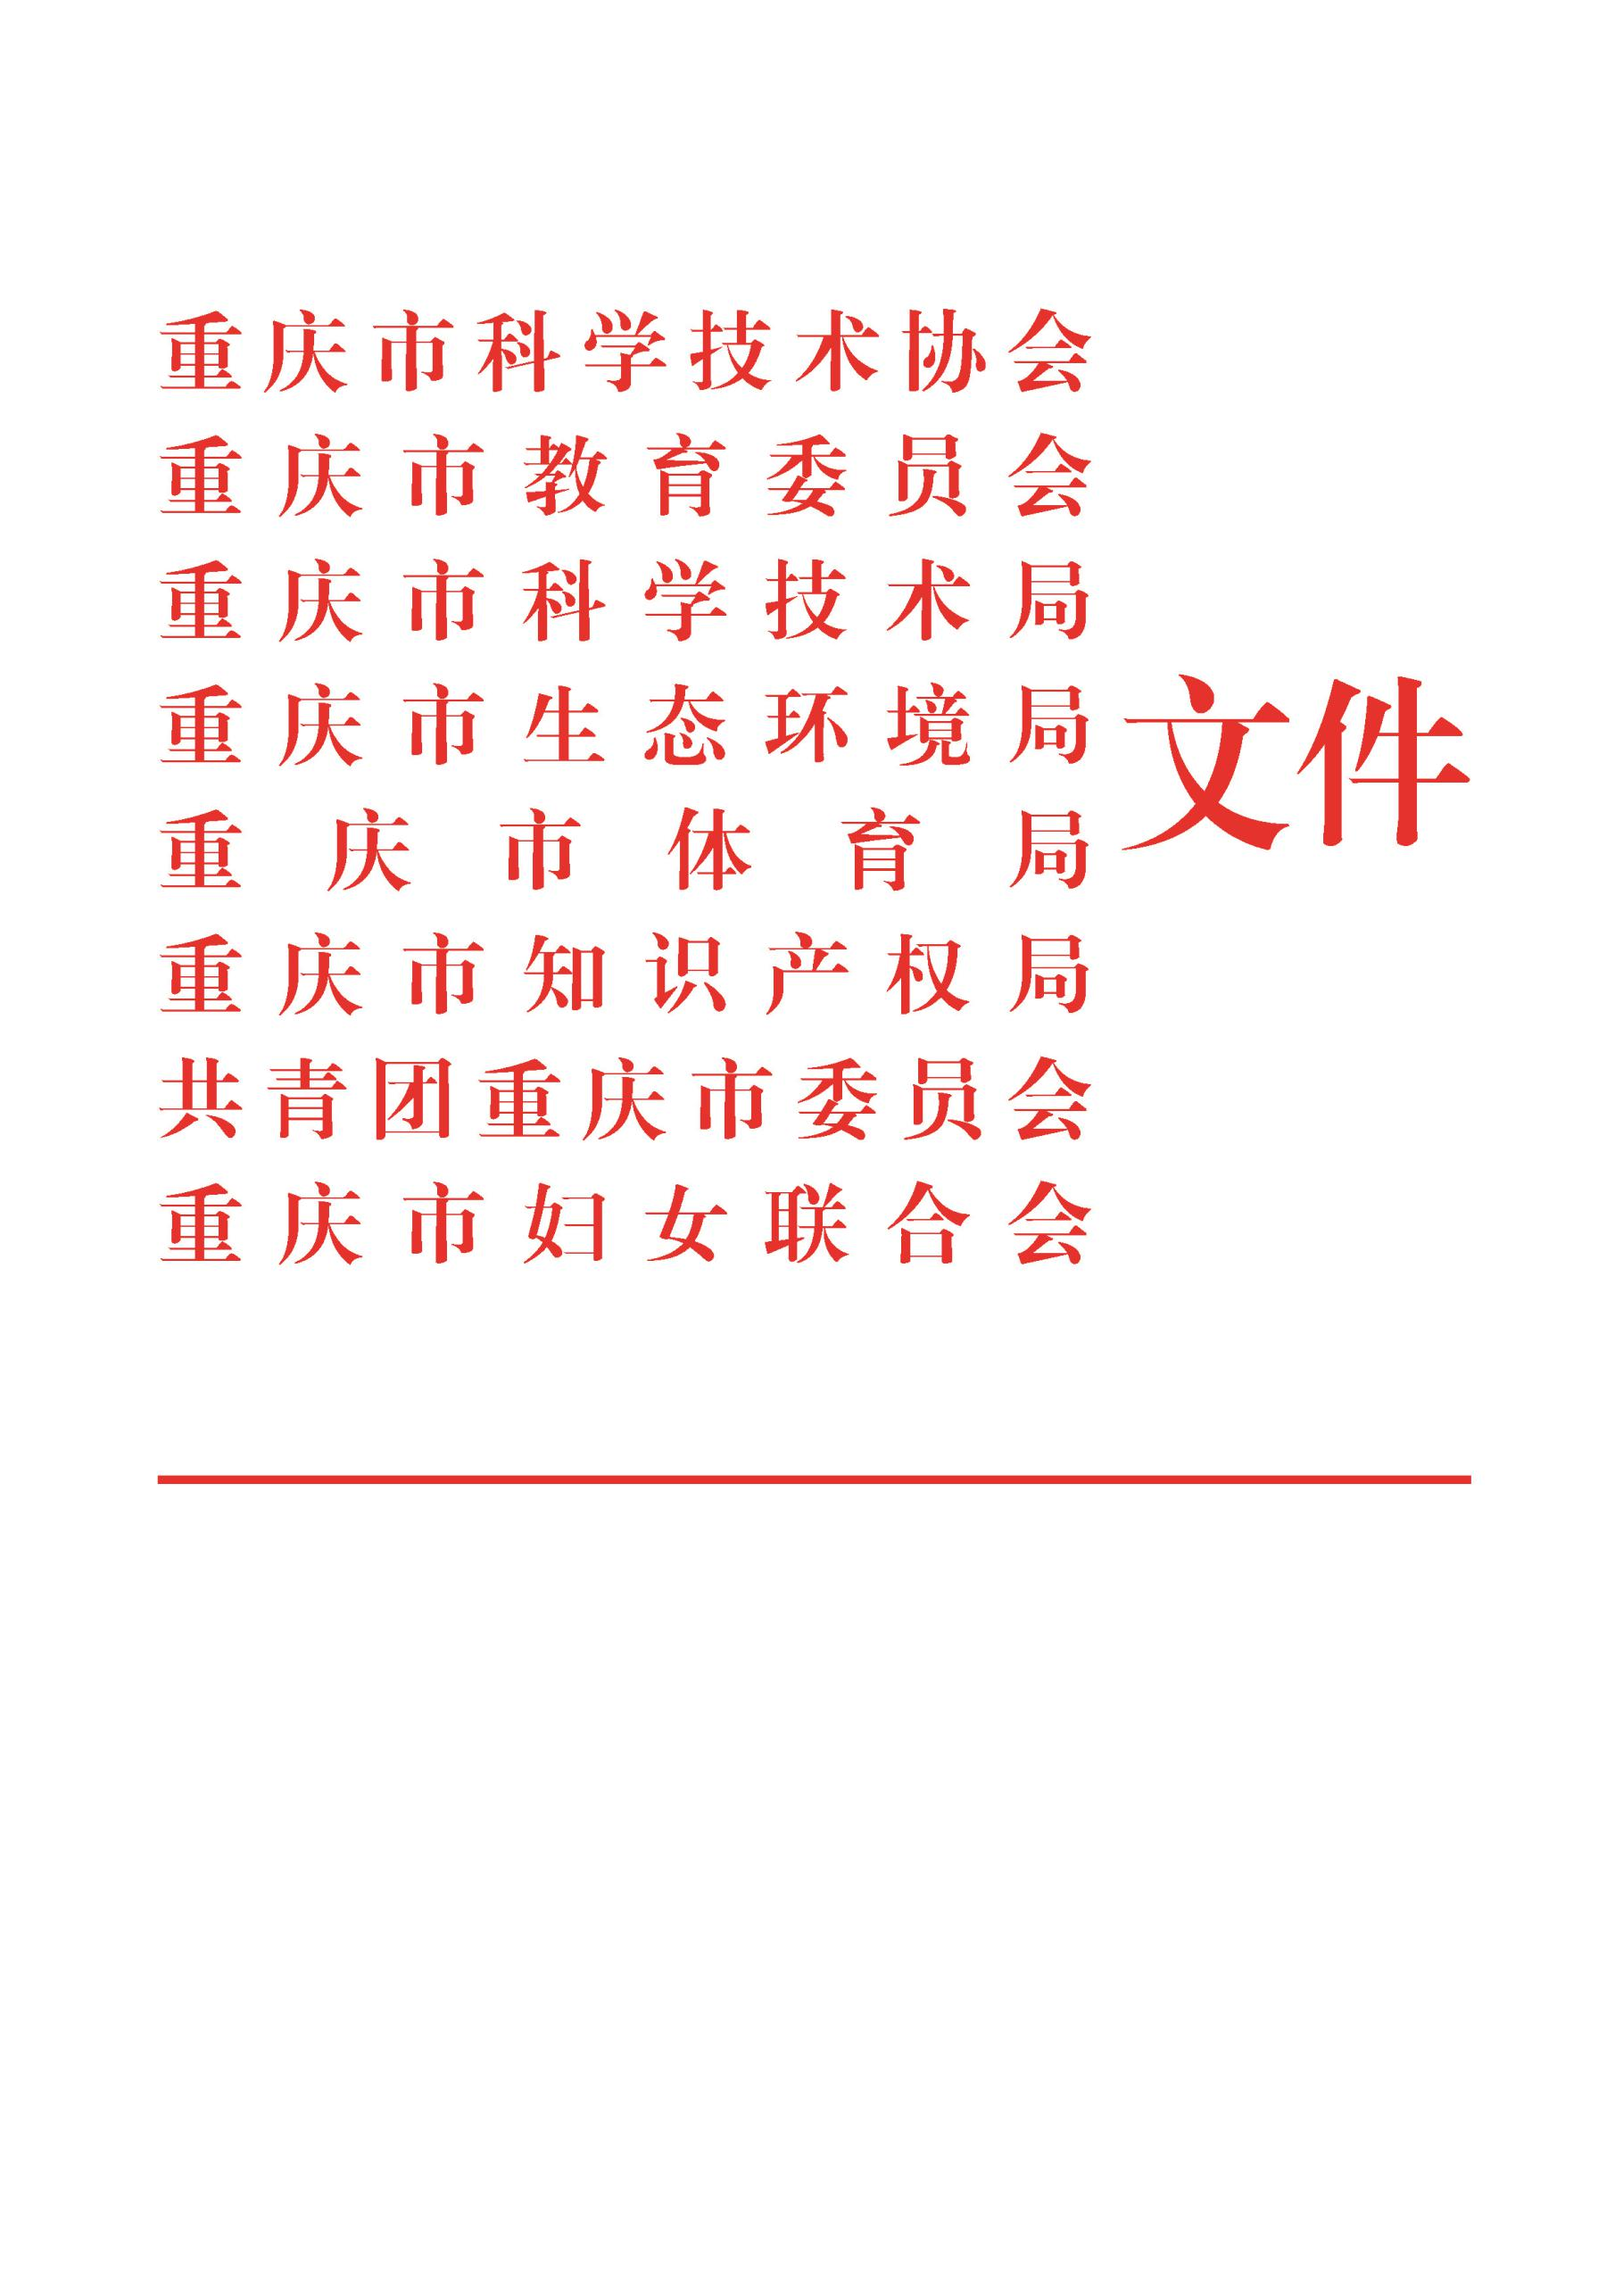 重庆市科学技术协会
重庆市教育委员会
重庆市科学技术局
重庆市生态环境局
重庆市体育局
重庆市知识产权局
共青团重庆市委员会
重庆市妇女联合会
文件